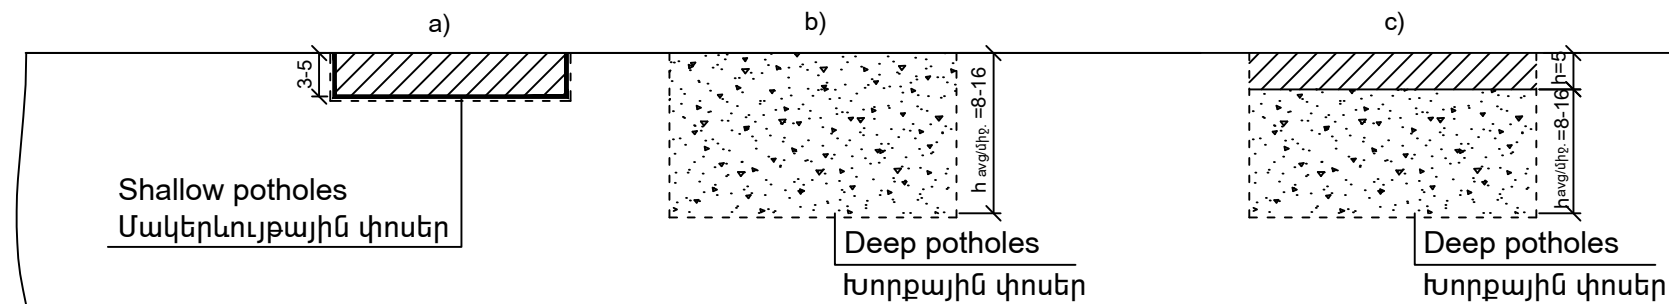 a)
b)
c)
3-5
h avg/միջ. =8-16
h=5
havg/միջ. =8-16
Shallow potholes
Մակերևույթային փոսեր
Deep potholes
Խորքային փոսեր
Deep potholes
Խորքային փոսեր